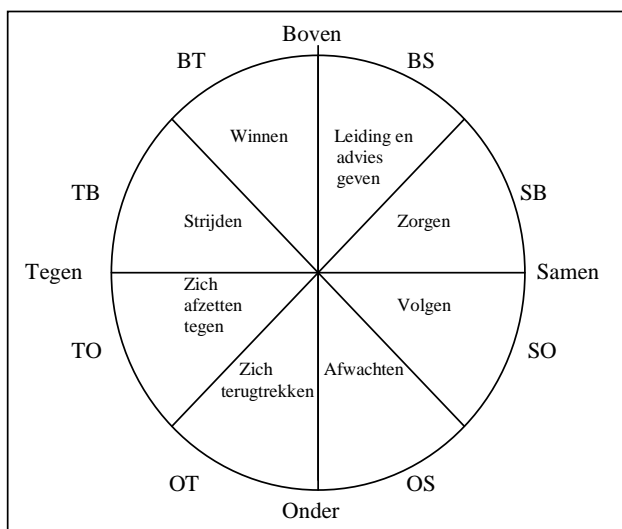 Boven
BT
BS
Winnen
Leiding en
advies
geven
TB
SB
Strijden
Zorgen
Tegen
Samen
Zich
afzetten
tegen
Volgen
TO
SO
Zich
terugtrekken
Afwachten
OT
OS
Onder